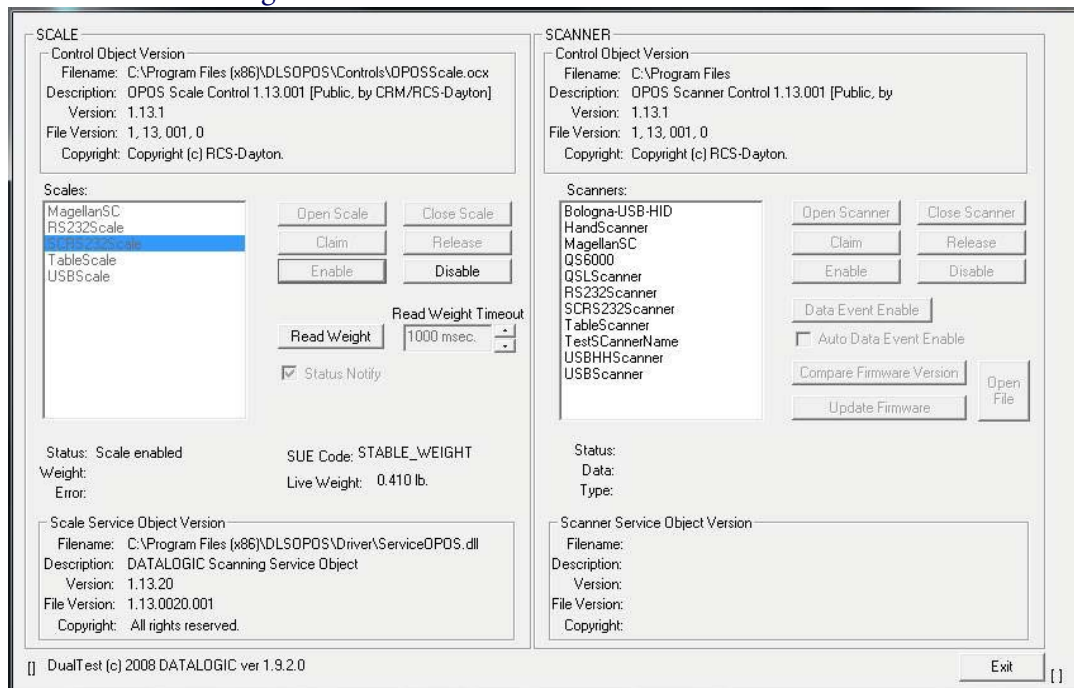 SCALE
Control Object Version
Filename: C:\Program Files (x86)\DLSOPOS\Controls\OPOSScale.ocx
Description: OPOS Scale Control 1.13.001 [Public, by CRM/RCS-Dayton]
Version: 1.13.1
File Version: 1, 13, 001, 0
Copyright: Copyright (c) RCS-Dayton.
Scales:
MagellanSC
RS232Scale
SCRS232Scale
TableScale
USBScale
Open Scale Close Scale
Claim Release
Enable Disable
Read Weight Timeout
Read Weight 1000 msec.
Status Notify
Status: Scale enabled
Weight:
Error:
SUE Code: STABLE_WEIGHT
Live Weight: 0.410 lb.
Scale Service Object Version
Filename: C:\Program Files (x86)\DLSOPOS\Driver\ServiceOPOS.dll
Description: DATALOGIC Scanning Service Object
Version: 1.13.20
File Version: 1.13.0020.001
Copyright: All rights reserved.
SCANNER
Control Object Version
Filename: C:\Program Files
Description: OPOS Scanner Control 1.13.001 [Public, by
Version: 1.13.1
File Version: 1, 13, 001, 0
Copyright: Copyright (c) RCS-Dayton.
Scanners:
Bologna-USB-HID
HandScanner
MagellanSC
QS6000
QSLScanner
RS232Scanner
SCRS232Scanner
TableScanner
TestSCannerName
USBHHScanner
USBScanner
Open Scanner Close Scanner
Claim Release
Enable Disable
Data Event Enable
Auto Data Event Enable
Compare Firmware Version
Update Firmware
Open File
Status:
Data:
Type:
Scanner Service Object Version
Filename:
Description:
Version:
File Version:
Copyright:
[] DualTest (c) 2008 DATALOGIC ver 1.9.2.0
Exit
[ ]